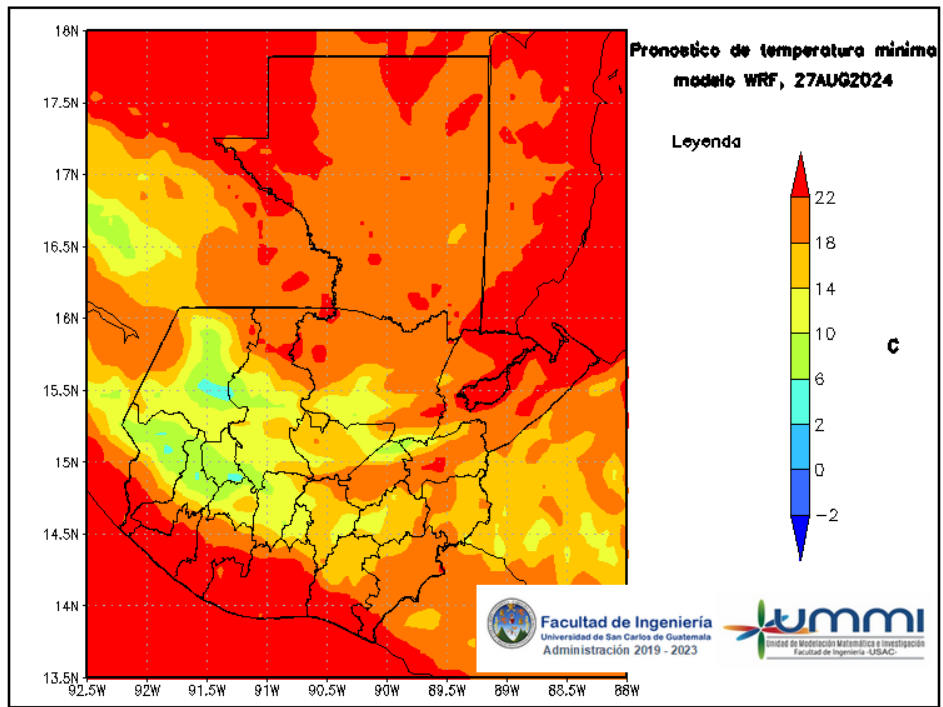 Pronostico de temperatura minima
modelo WRF, 27AUG2024
Leyenda
22
18
14
10
6
2
0
−2
C
18N
17.5N
17N
16.5N
16N
15.5N
15N
14.5N
14N
13.5N
92.5W
92W
91.5W
91W
90.5W
90W
89.5W
89W
88.5W
88W
Facultad de Ingeniería
Universidad de San Carlos de Guatemala
Administración 2019 - 2023
UMMI
Unidad de Modelación Matemática e Investigación
Facultad de Ingeniería -USAC-